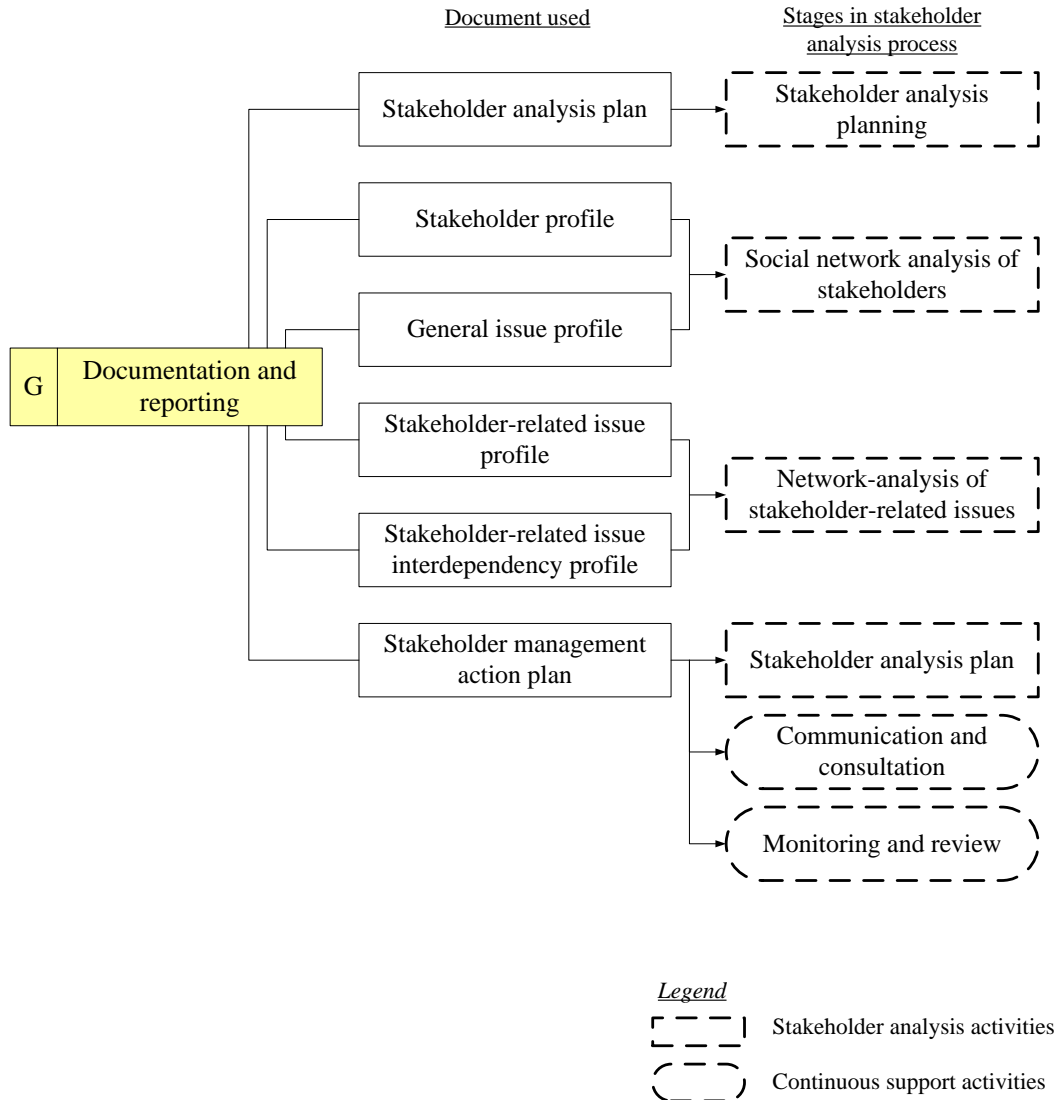 Document used
Stages in stakeholder
analysis process
Stakeholder analysis plan
Stakeholder analysis
planning
Stakeholder profile
Social network analysis of
stakeholders
General issue profile
G
Documentation and
reporting
Stakeholder-related issue
profile
Network-analysis of
stakeholder-related issues
Stakeholder-related issue
interdependency profile
Stakeholder management
action plan
Stakeholder analysis plan
Communication and
consultation
Monitoring and review
Legend
Stakeholder analysis activities
Continuous support activities